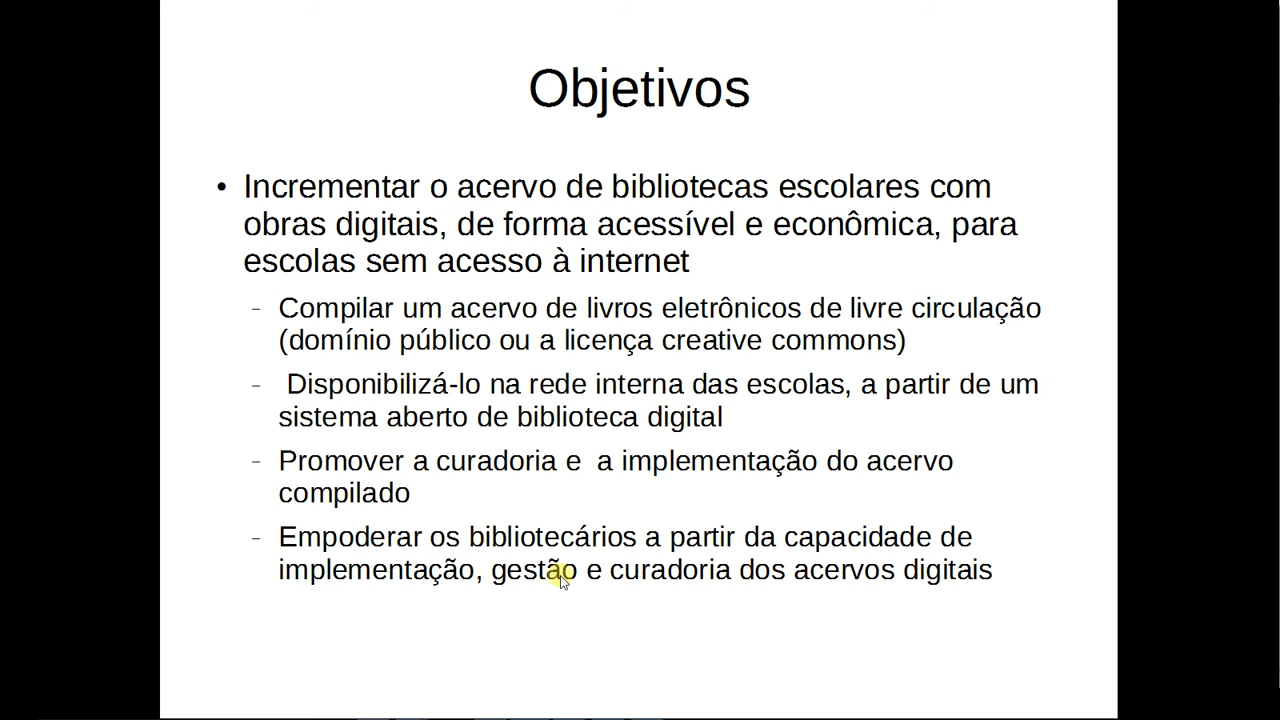 Objetivos
• Incrementar o acervo de bibliotecas escolares com
obras digitais, de forma acessível e econômica, para
escolas sem acesso à internet
– Compilar um acervo de livros eletrônicos de livre circulação
(domínio público ou a licença creative commons)
– Disponibilizá-lo na rede interna das escolas, a partir de um
sistema aberto de biblioteca digital
– Promover a curadoria e  a implementação do acervo
compilado
– Empoderar os bibliotecários a partir da capacidade de
implementação, gestão e curadoria dos acervos digitais